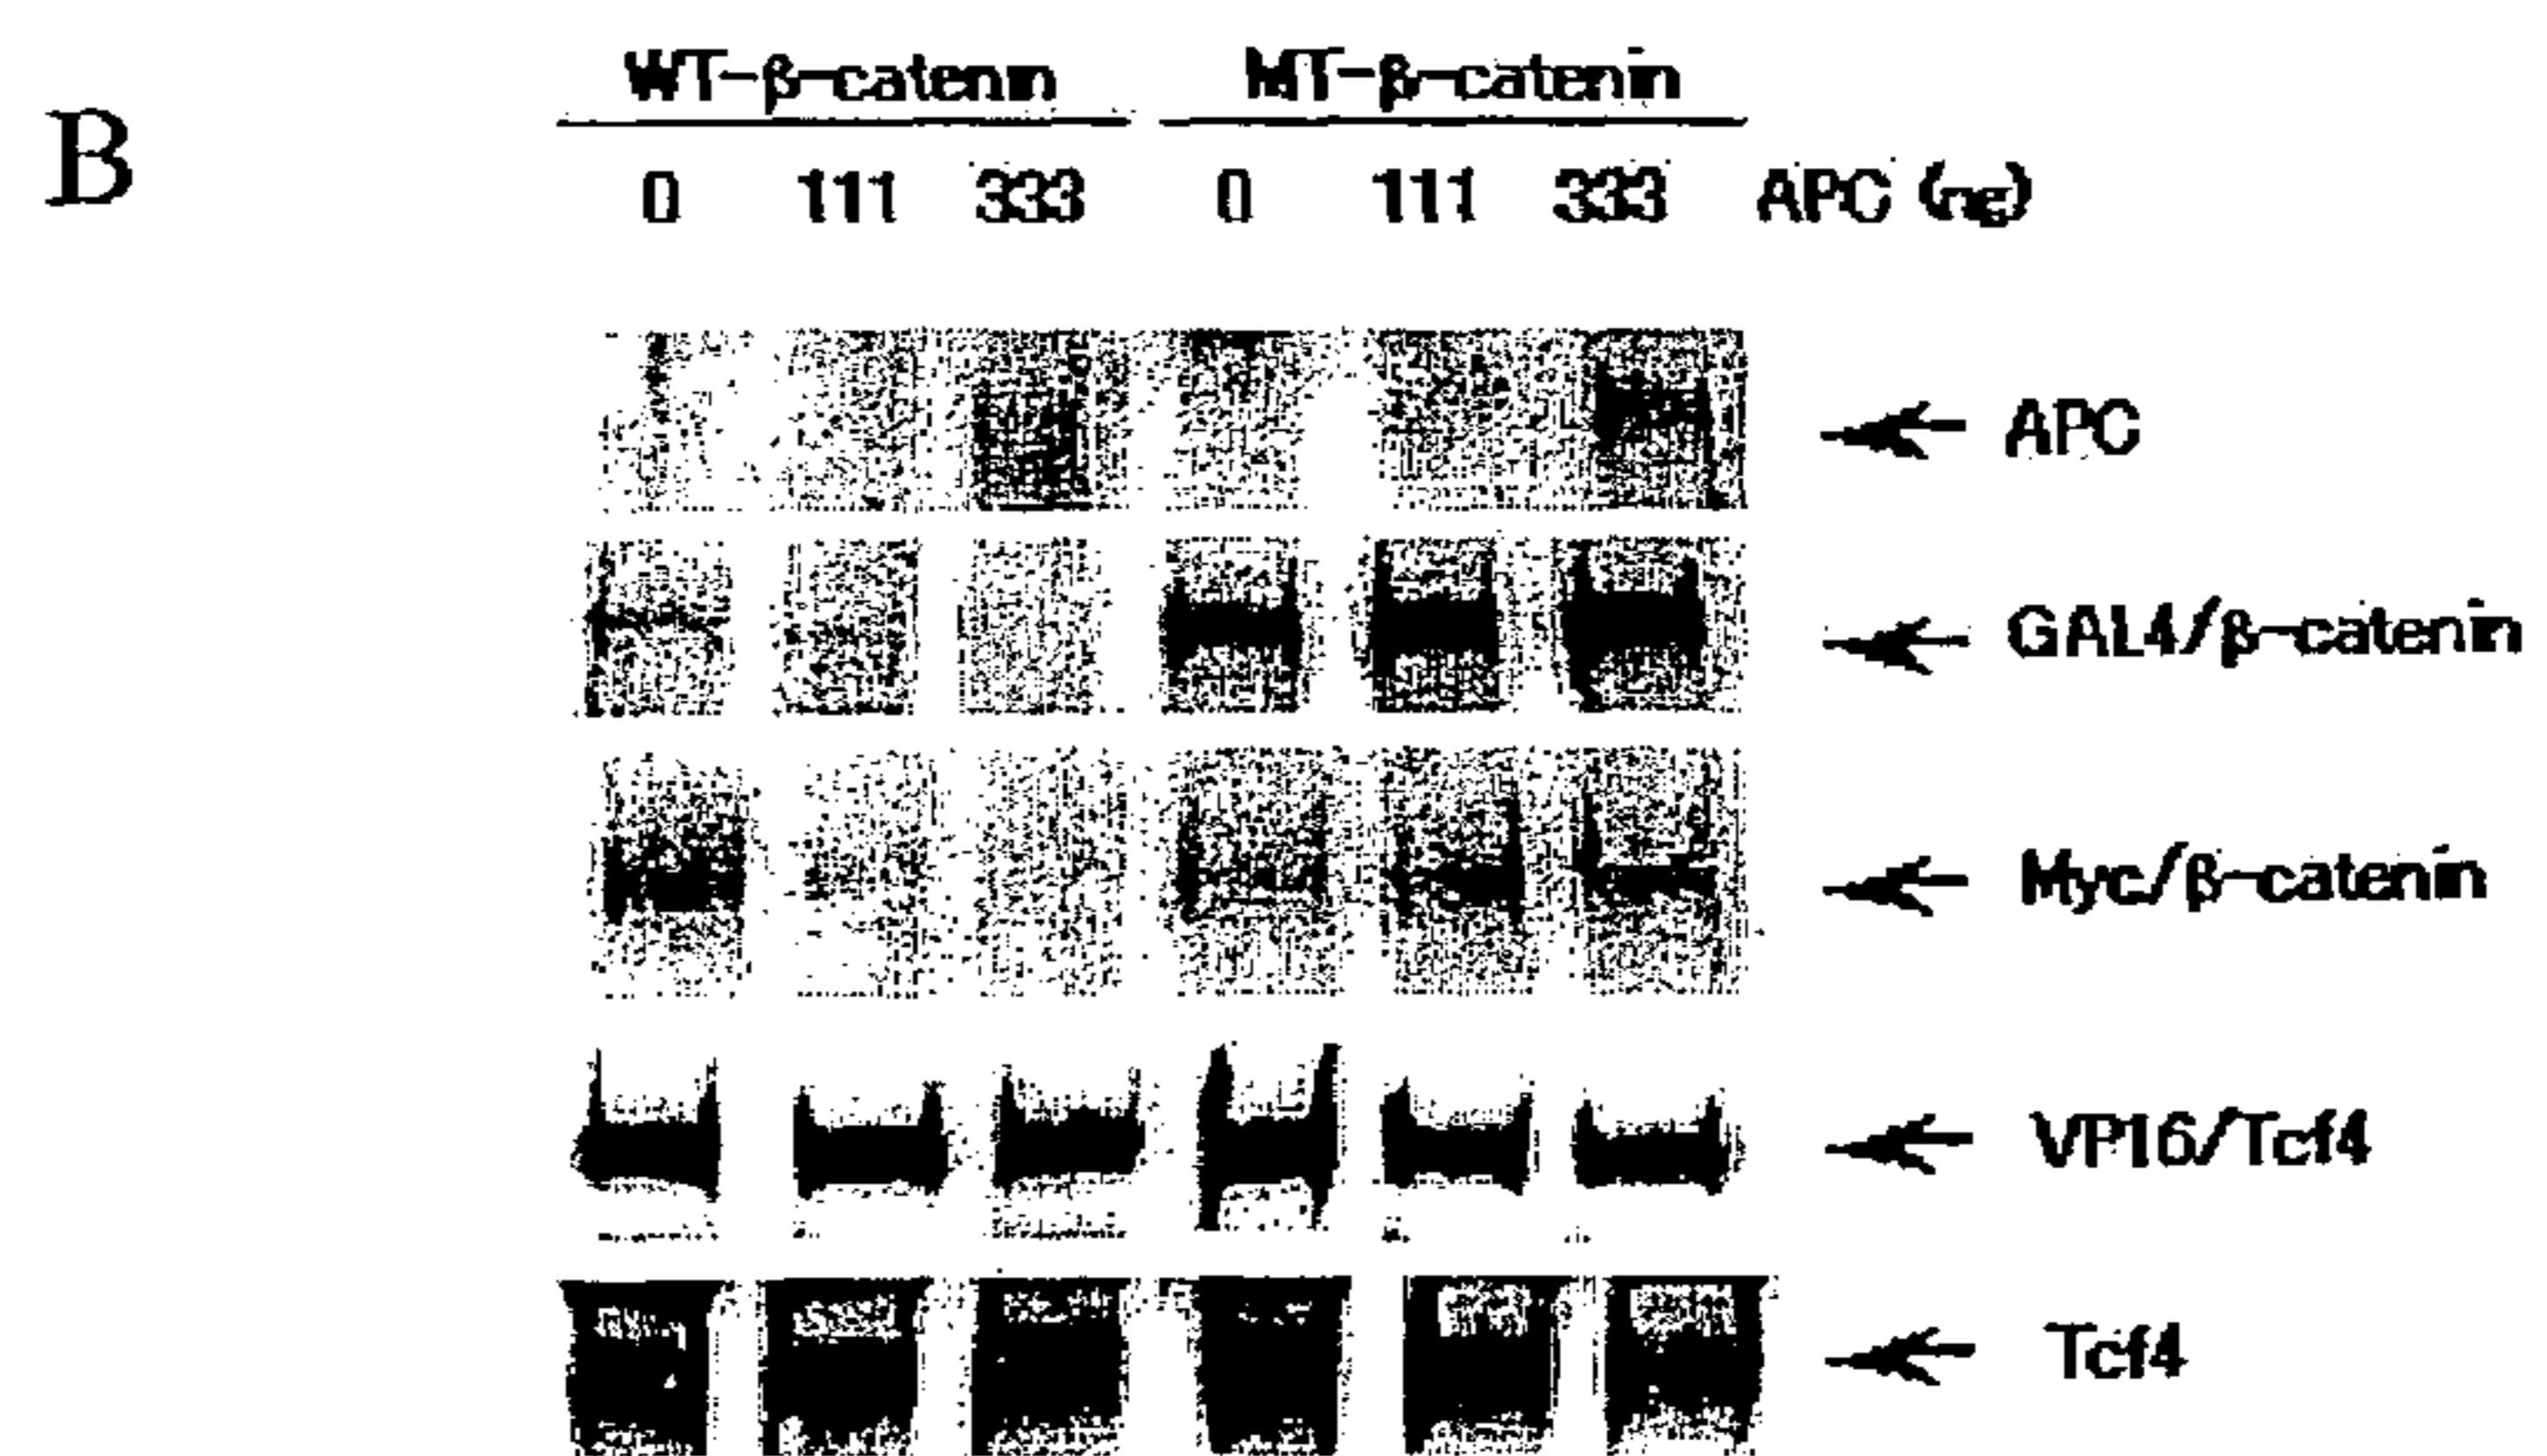 B
WT-β-catenin MT-β-catenin
0 111 333 0 111 333 APC (ng)
APC
GAL4/β-catenin
Myc/β-catenin
VP16/Tcf4
Tcf4